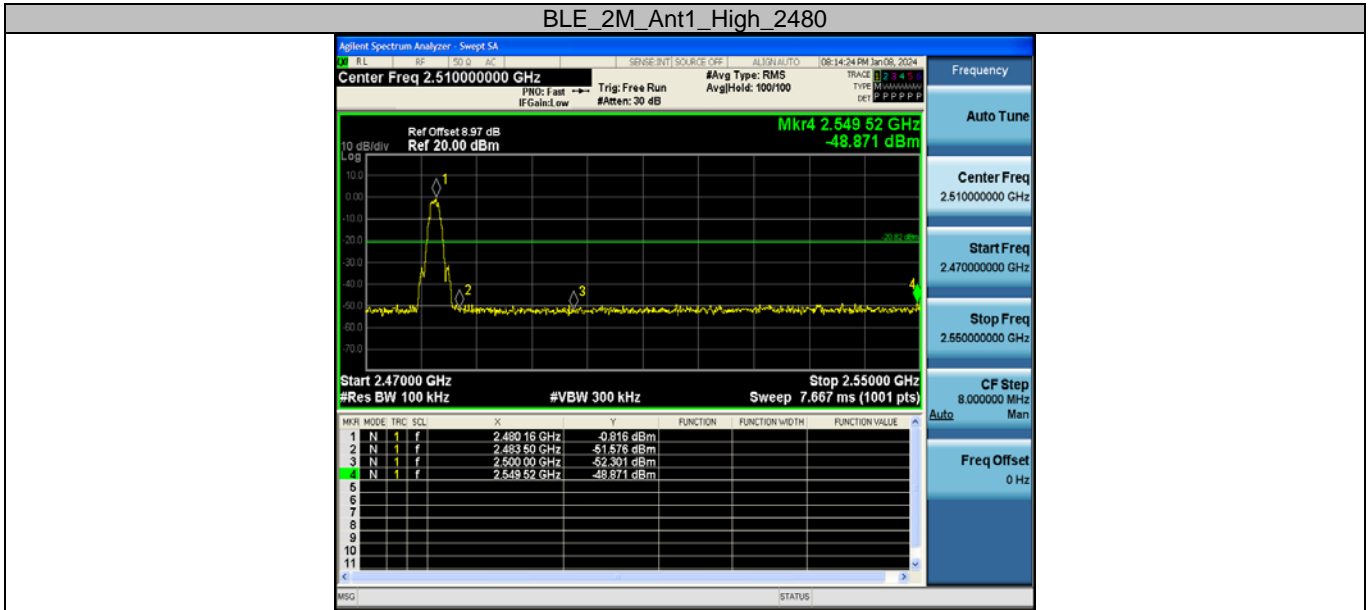 BLE_2M_Ant1_High_2480
Agilent Spectrum Analyzer - Swept SA
RL RF 50 Ω AC SENSE:INT SOURCE OFF ALIGN AUTO 08:14:24 PM Jan 08, 2024
Center Freq 2.510000000 GHz
PNO: Fast
IFGain:Low
Trig: Free Run
#Atten: 30 dB
#Avg Type: RMS
Avg|Hold: 100/100
TRACE 1 2 3 4 5 6
TYPE M
DET P P P P P P
Frequency
Auto Tune
Center Freq
2.510000000 GHz
Start Freq
2.470000000 GHz
Stop Freq
2.550000000 GHz
CF Step
8.000000 MHz
Auto Man
Freq Offset
0 Hz
Mkr4 2.549 52 GHz
-48.871 dBm
Ref Offset 8.97 dB
10 dB/div Ref 20.00 dBm
Log
10.0
0.00
-10.0
-20.0
-30.0
-40.0
-50.0
-60.0
-70.0
1
2
3
4
-20.82 dBm
Start 2.47000 GHz Stop 2.55000 GHz
#Res BW 100 kHz #VBW 300 kHz Sweep 7.667 ms (1001 pts)
MKR MODE TRC SCL X Y FUNCTION FUNCTION WIDTH FUNCTION VALUE
1 N 1 f 2.480 16 GHz -0.816 dBm
2 N 1 f 2.483 50 GHz -51.576 dBm
3 N 1 f 2.500 00 GHz -52.301 dBm
4 N 1 f 2.549 52 GHz -48.871 dBm
5
6
7
8
9
10
11
MSG STATUS